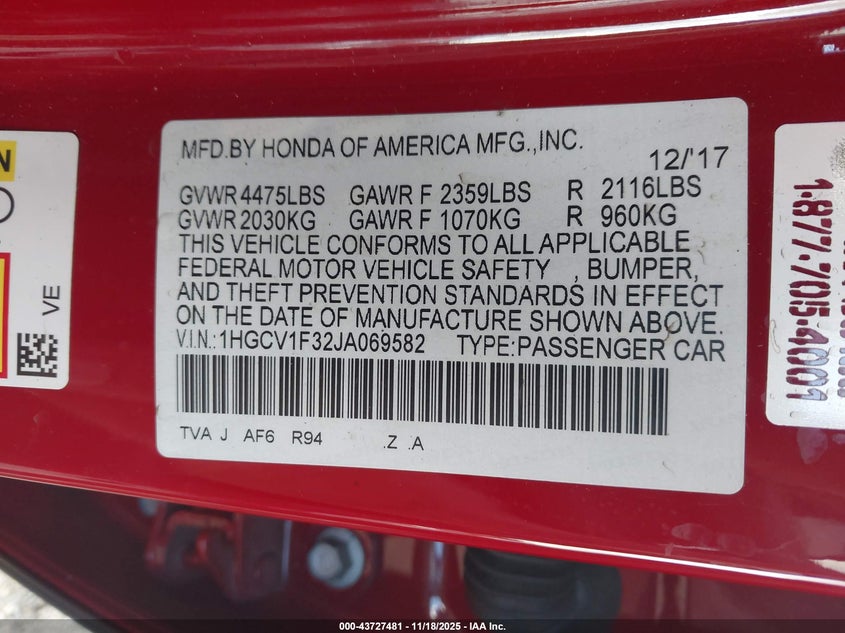 MFD.BY HONDA OF AMERICA MFG.,INC.
12/'17
GVWR 4475LBS GAWR F 2359LBS R 2116LBS
GVWR 2030KG GAWR F 1070KG R 960KG
THIS VEHICLE CONFORMS TO ALL APPLICABLE
FEDERAL MOTOR VEHICLE SAFETY , BUMPER,
AND THEFT PREVENTION STANDARDS IN EFFECT
ON THE DATE OF MANUFACTURE SHOWN ABOVE.
V.I.N.:1HGCV1F32JA069582 TYPE:PASSENGER CAR
TVA J AF6 R94 .Z .A
VE
1-877-705-4001
000-43727481 - 11/18/2025 - IAA Inc.